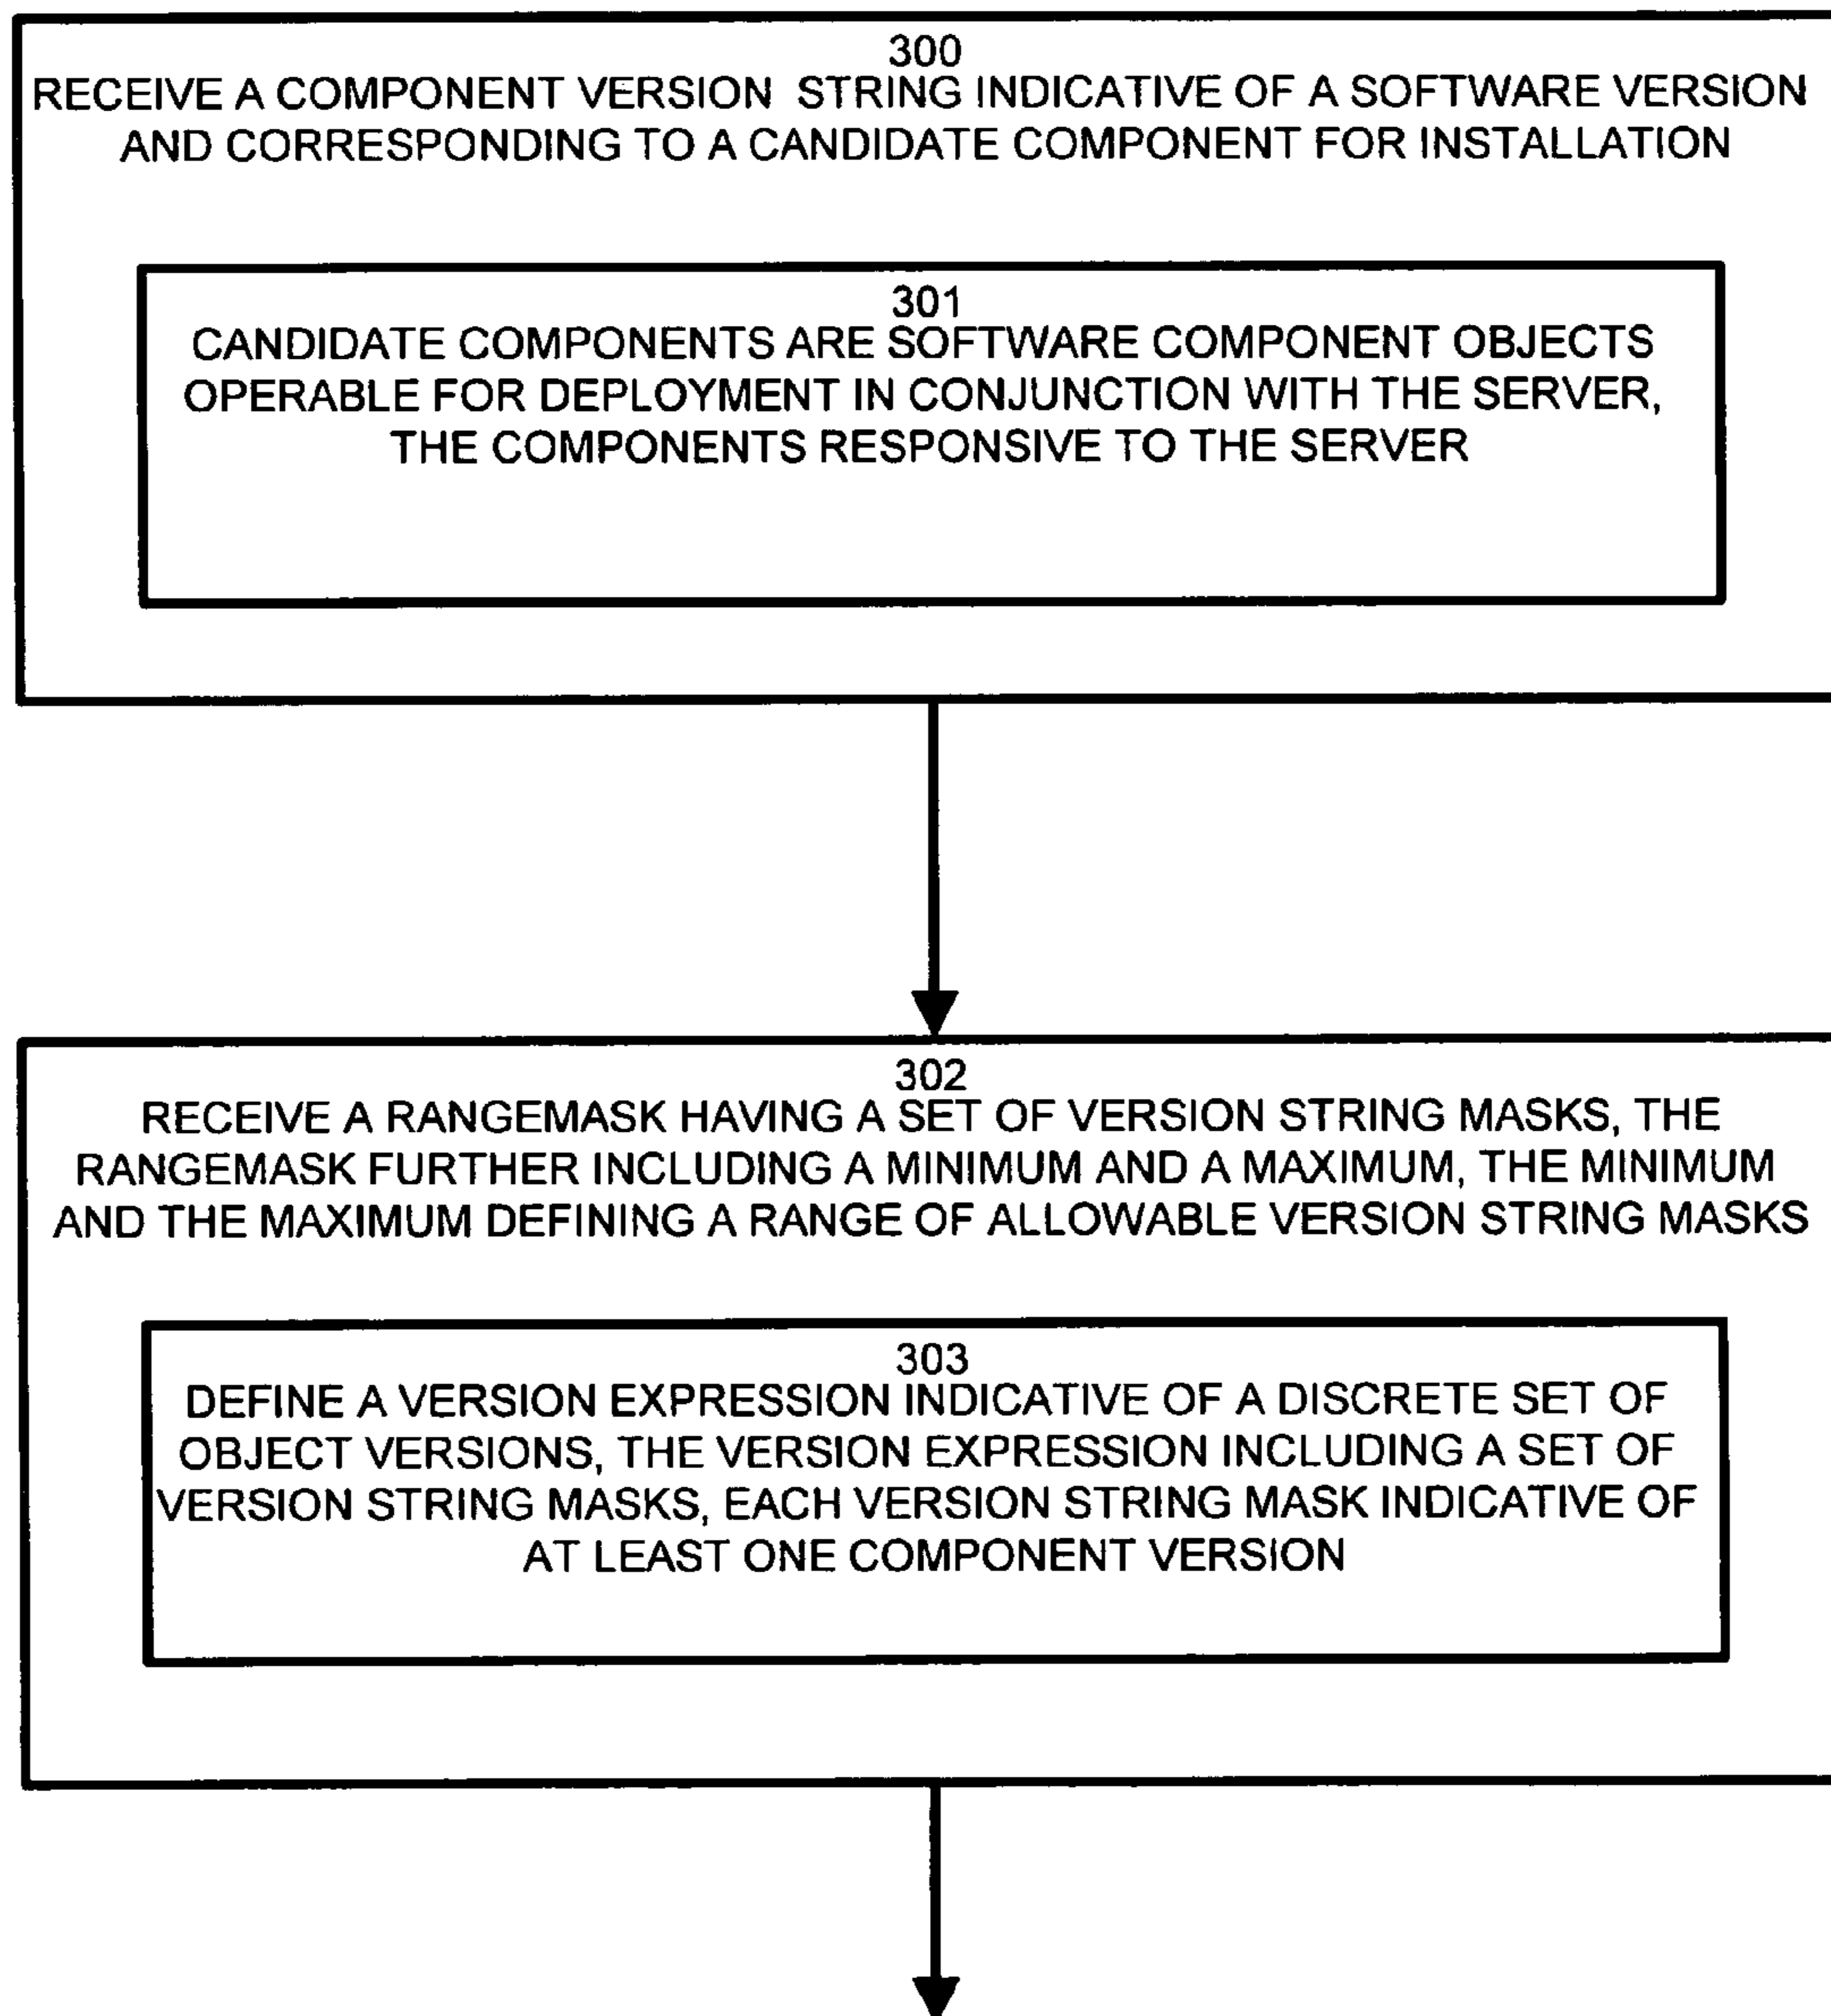 300
RECEIVE A COMPONENT VERSION STRING INDICATIVE OF A SOFTWARE VERSION
AND CORRESPONDING TO A CANDIDATE COMPONENT FOR INSTALLATION
301
CANDIDATE COMPONENTS ARE SOFTWARE COMPONENT OBJECTS
OPERABLE FOR DEPLOYMENT IN CONJUNCTION WITH THE SERVER,
THE COMPONENTS RESPONSIVE TO THE SERVER
302
RECEIVE A RANGEMASK HAVING A SET OF VERSION STRING MASKS, THE
RANGEMASK FURTHER INCLUDING A MINIMUM AND A MAXIMUM, THE MINIMUM
AND THE MAXIMUM DEFINING A RANGE OF ALLOWABLE VERSION STRING MASKS
303
DEFINE A VERSION EXPRESSION INDICATIVE OF A DISCRETE SET OF
OBJECT VERSIONS, THE VERSION EXPRESSION INCLUDING A SET OF
VERSION STRING MASKS, EACH VERSION STRING MASK INDICATIVE OF
AT LEAST ONE COMPONENT VERSION